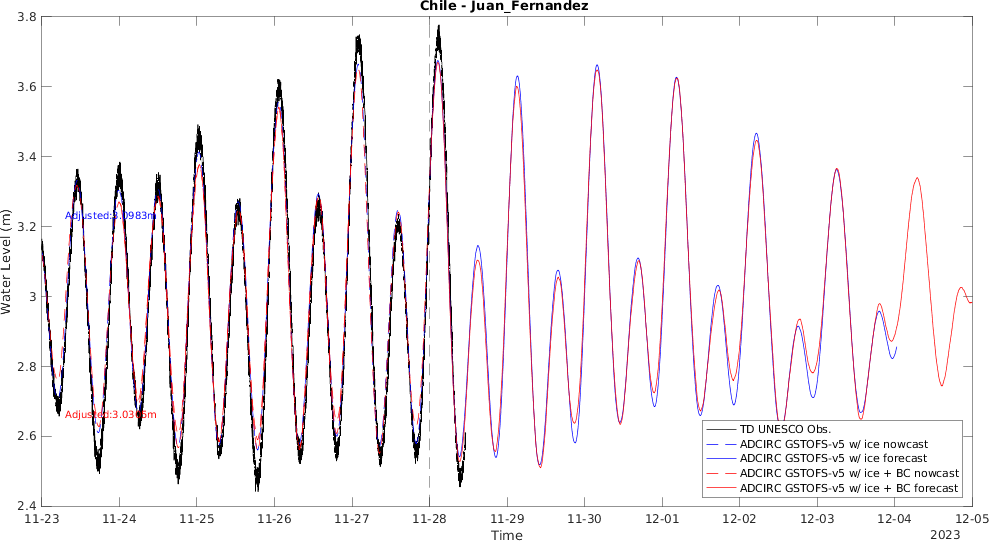 Chile - Juan_Fernandez
Water Level (m)
3.8
3.6
3.4
3.2
3
2.8
2.6
2.4
Adjusted:3.0983m
TD UNESCO Obs.
ADCIRC GSTOFS-v5 w/ ice nowcast
ADCIRC GSTOFS-v5 w/ ice forecast
ADCIRC GSTOFS-v5 w/ ice + BC nowcast
ADCIRC GSTOFS-v5 w/ ice + BC forecast
11-23
11-24
11-25
11-26
11-27
11-28
11-29
11-30
12-01
12-02
12-03
12-04
12-05
Time
2023